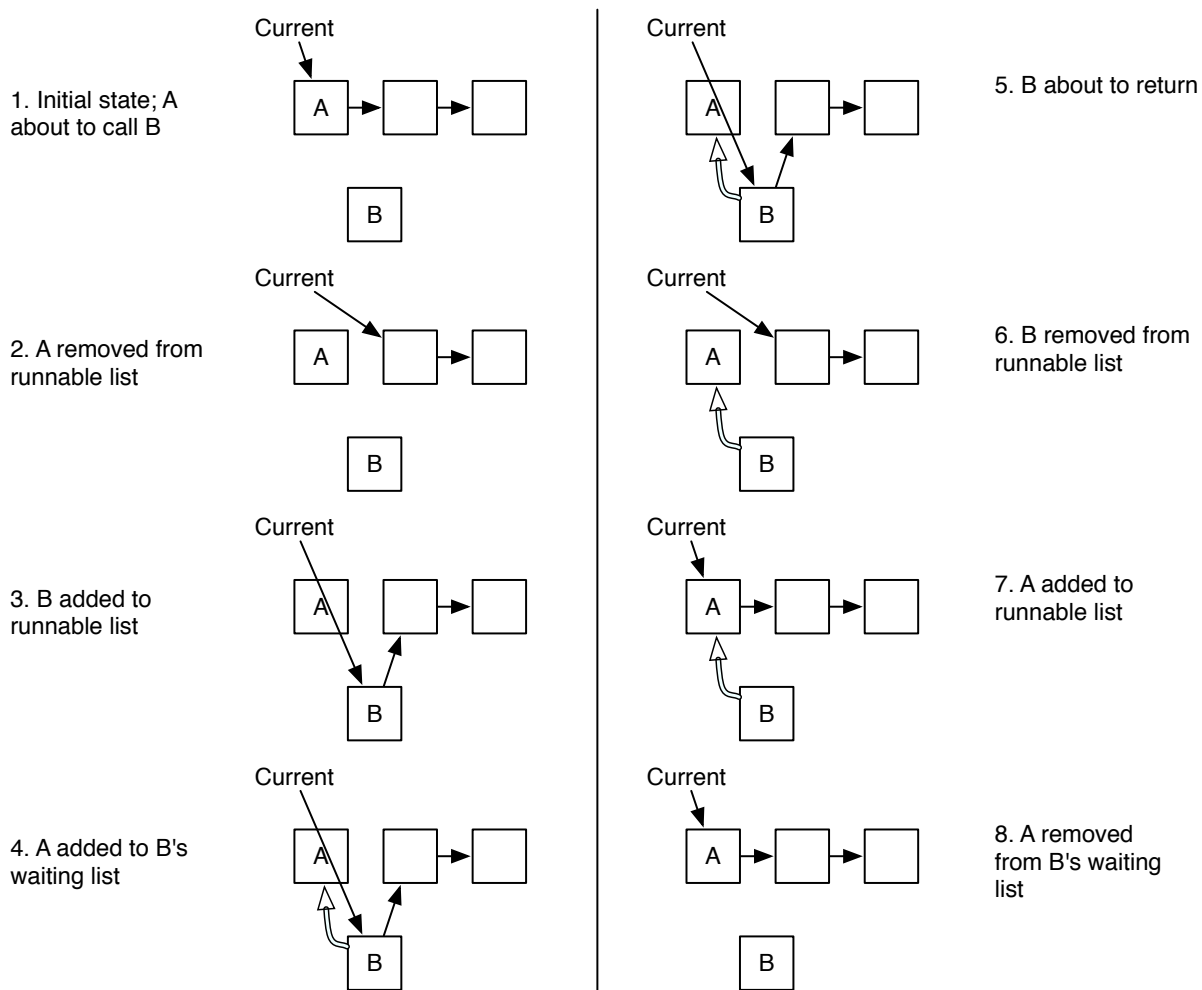 Current
1. Initial state; A
about to call B
A
B
Current
2. A removed from
runnable list
A
B
Current
3. B added to
runnable list
A
B
Current
4. A added to B's
waiting list
A
B
Current
5. B about to return
A
B
Current
6. B removed from
runnable list
A
B
Current
7. A added to
runnable list
A
B
Current
8. A removed
from B's waiting
list
A
B